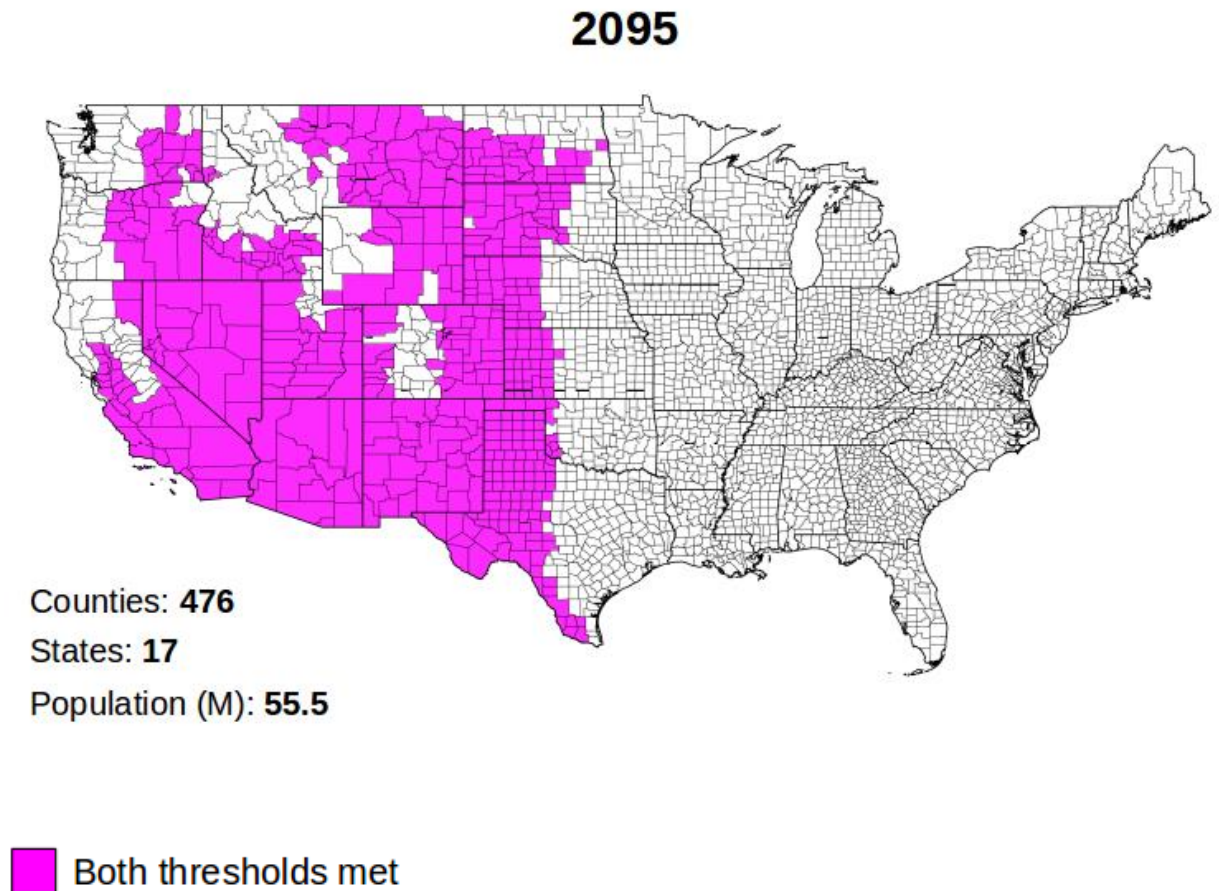 2095
Counties: 476
States: 17
Population (M): 55.5
Both thresholds met